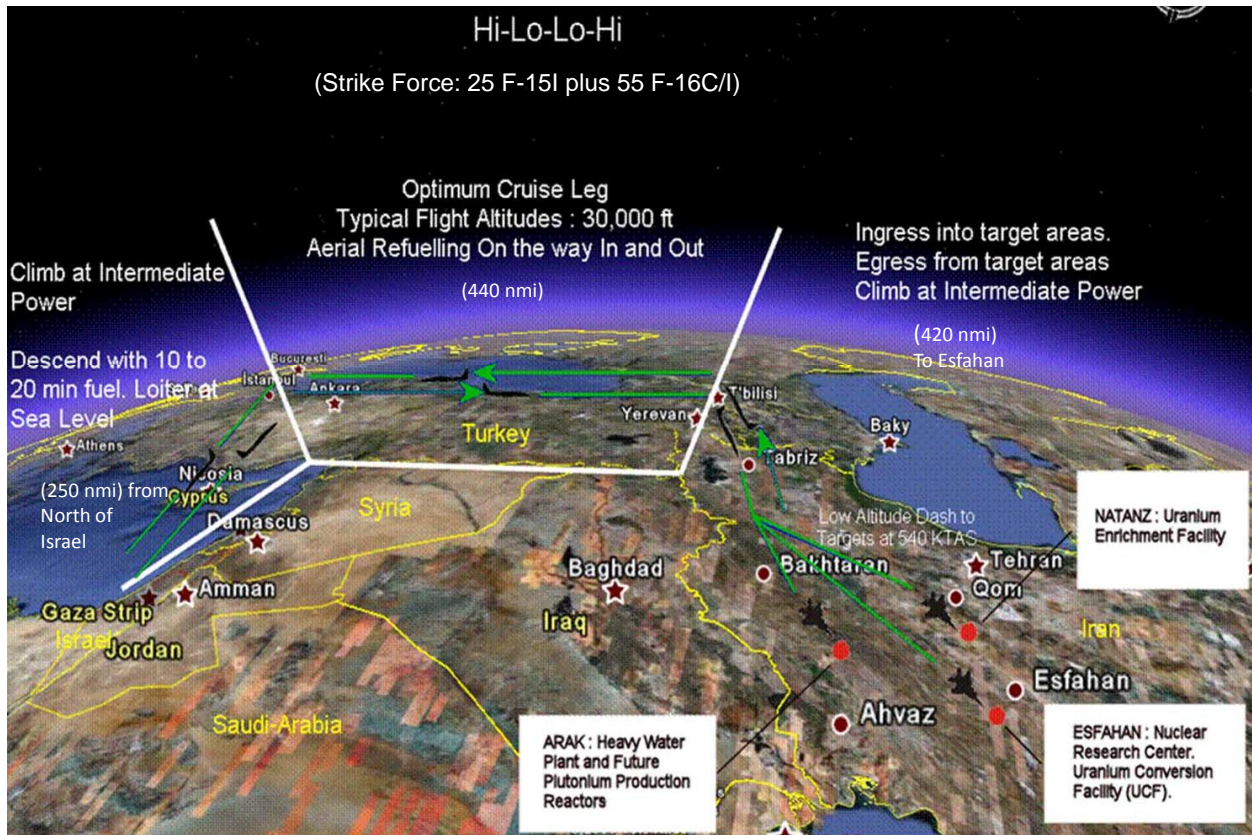 Hi-Lo-Lo-Hi
(Strike Force: 25 F-15I plus 55 F-16C/I)
Optimum Cruise Leg
Typical Flight Altitudes : 30,000 ft
Aerial Refuelling On the way In and Out
(440 nmi)
Climb at Intermediate
Power
Descend with 10 to
20 min fuel. Loiter at
Sea Level
(250 nmi) from
North of
Israel
Ingress into target areas.
Egress from target areas
Climb at Intermediate Power
(420 nmi)
To Esfahan
Bucuresti
İstanbul
Ankara
Athens
Nicosia
Cyprus
Turkey
T'bilisi
Yerevan
Baky
Tabriz
Syria
Damascus
Low Altitude Dash to
Targets at 540 KTAS
NATANZ : Uranium
Enrichment Facility
Tehran
Baghdad
Bakhtaran
Qom
Amman
Gaza Strip
Israel
Jordan
Iraq
Iran
Esfahan
Ahvaz
Saudi-Arabia
ARAK : Heavy Water
Plant and Future
Plutonium Production
Reactors
ESFAHAN : Nuclear
Research Center.
Uranium Conversion
Facility (UCF).